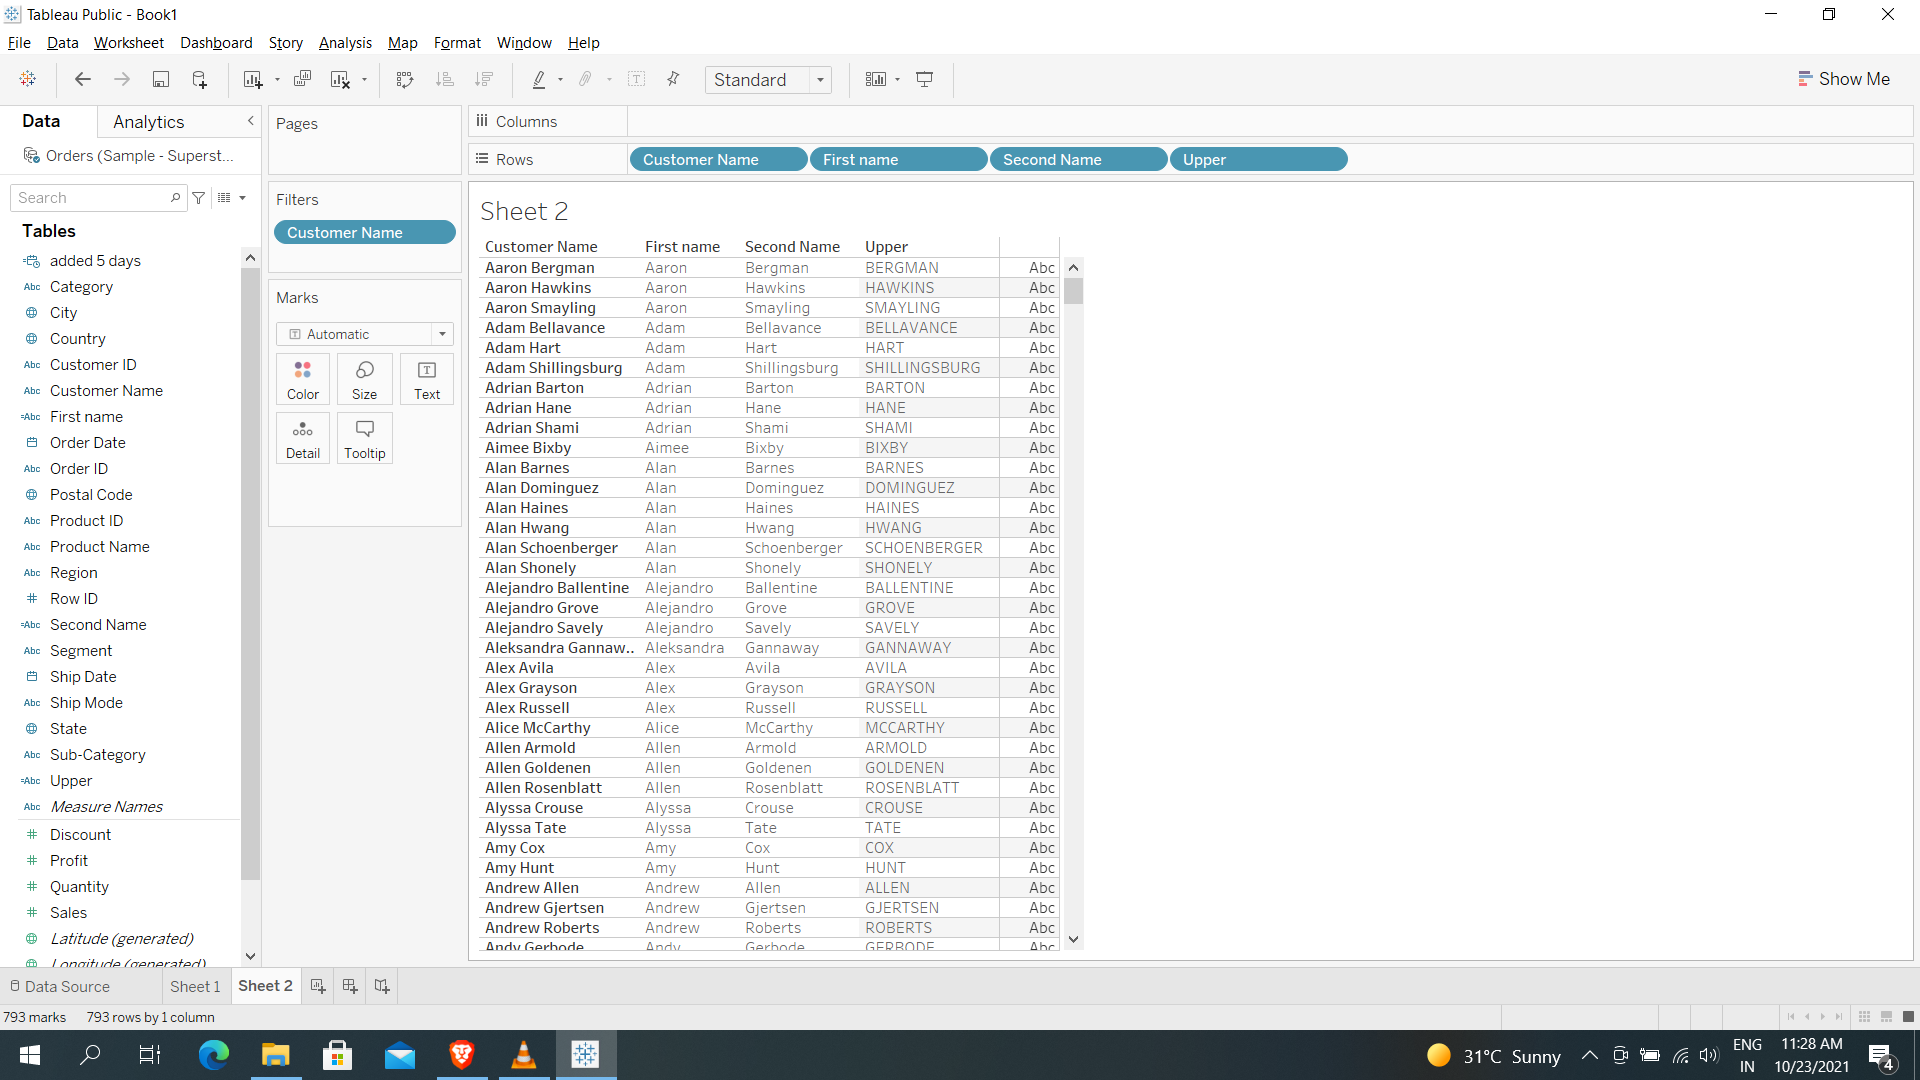 Tableau Public - Book1
File Data Worksheet Dashboard Story Analysis Map Format Window Help
Standard
Show Me
Data Analytics
Orders (Sample - Superst...
Search
Tables
added 5 days
Abc Category
City
Country
Abc Customer ID
Abc Customer Name
=Abc First name
Order Date
Abc Order ID
Postal Code
Abc Product ID
Abc Product Name
Abc Region
# Row ID
=Abc Second Name
Abc Segment
Ship Date
Abc Ship Mode
State
Abc Sub-Category
=Abc Upper
Abc Measure Names
# Discount
# Profit
# Quantity
# Sales
Latitude (generated)
Longitude (generated)
Pages
Filters
Customer Name
Marks
Automatic
Color Size Text
Detail Tooltip
Columns
Rows Customer Name First name Second Name Upper
Sheet 2
Customer Name First name Second Name Upper
Aaron Bergman Aaron Bergman BERGMAN Abc
Aaron Hawkins Aaron Hawkins HAWKINS Abc
Aaron Smayling Aaron Smayling SMAYLING Abc
Adam Bellavance Adam Bellavance BELLAVANCE Abc
Adam Hart Adam Hart HART Abc
Adam Shillingsburg Adam Shillingsburg SHILLINGSBURG Abc
Adrian Barton Adrian Barton BARTON Abc
Adrian Hane Adrian Hane HANE Abc
Adrian Shami Adrian Shami SHAMI Abc
Aimee Bixby Aimee Bixby BIXBY Abc
Alan Barnes Alan Barnes BARNES Abc
Alan Dominguez Alan Dominguez DOMINGUEZ Abc
Alan Haines Alan Haines HAINES Abc
Alan Hwang Alan Hwang HWANG Abc
Alan Schoenberger Alan Schoenberger SCHOENBERGER Abc
Alan Shonely Alan Shonely SHONELY Abc
Alejandro Ballentine Alejandro Ballentine BALLENTINE Abc
Alejandro Grove Alejandro Grove GROVE Abc
Alejandro Savely Alejandro Savely SAVELY Abc
Aleksandra Gannaw.. Aleksandra Gannaway GANNAWAY Abc
Alex Avila Alex Avila AVILA Abc
Alex Grayson Alex Grayson GRAYSON Abc
Alex Russell Alex Russell RUSSELL Abc
Alice McCarthy Alice McCarthy MCCARTHY Abc
Allen Armold Allen Armold ARMOLD Abc
Allen Goldenen Allen Goldenen GOLDENEN Abc
Allen Rosenblatt Allen Rosenblatt ROSENBLATT Abc
Alyssa Crouse Alyssa Crouse CROUSE Abc
Alyssa Tate Alyssa Tate TATE Abc
Amy Cox Amy Cox COX Abc
Amy Hunt Amy Hunt HUNT Abc
Andrew Allen Andrew Allen ALLEN Abc
Andrew Gjertsen Andrew Gjertsen GJERTSEN Abc
Andrew Roberts Andrew Roberts ROBERTS Abc
Andy Gerbode Andy Gerbode GERBODE Abc
Data Source Sheet 1 Sheet 2
793 marks 793 rows by 1 column
31°C Sunny
ENG
IN
11:28 AM
10/23/2021
4